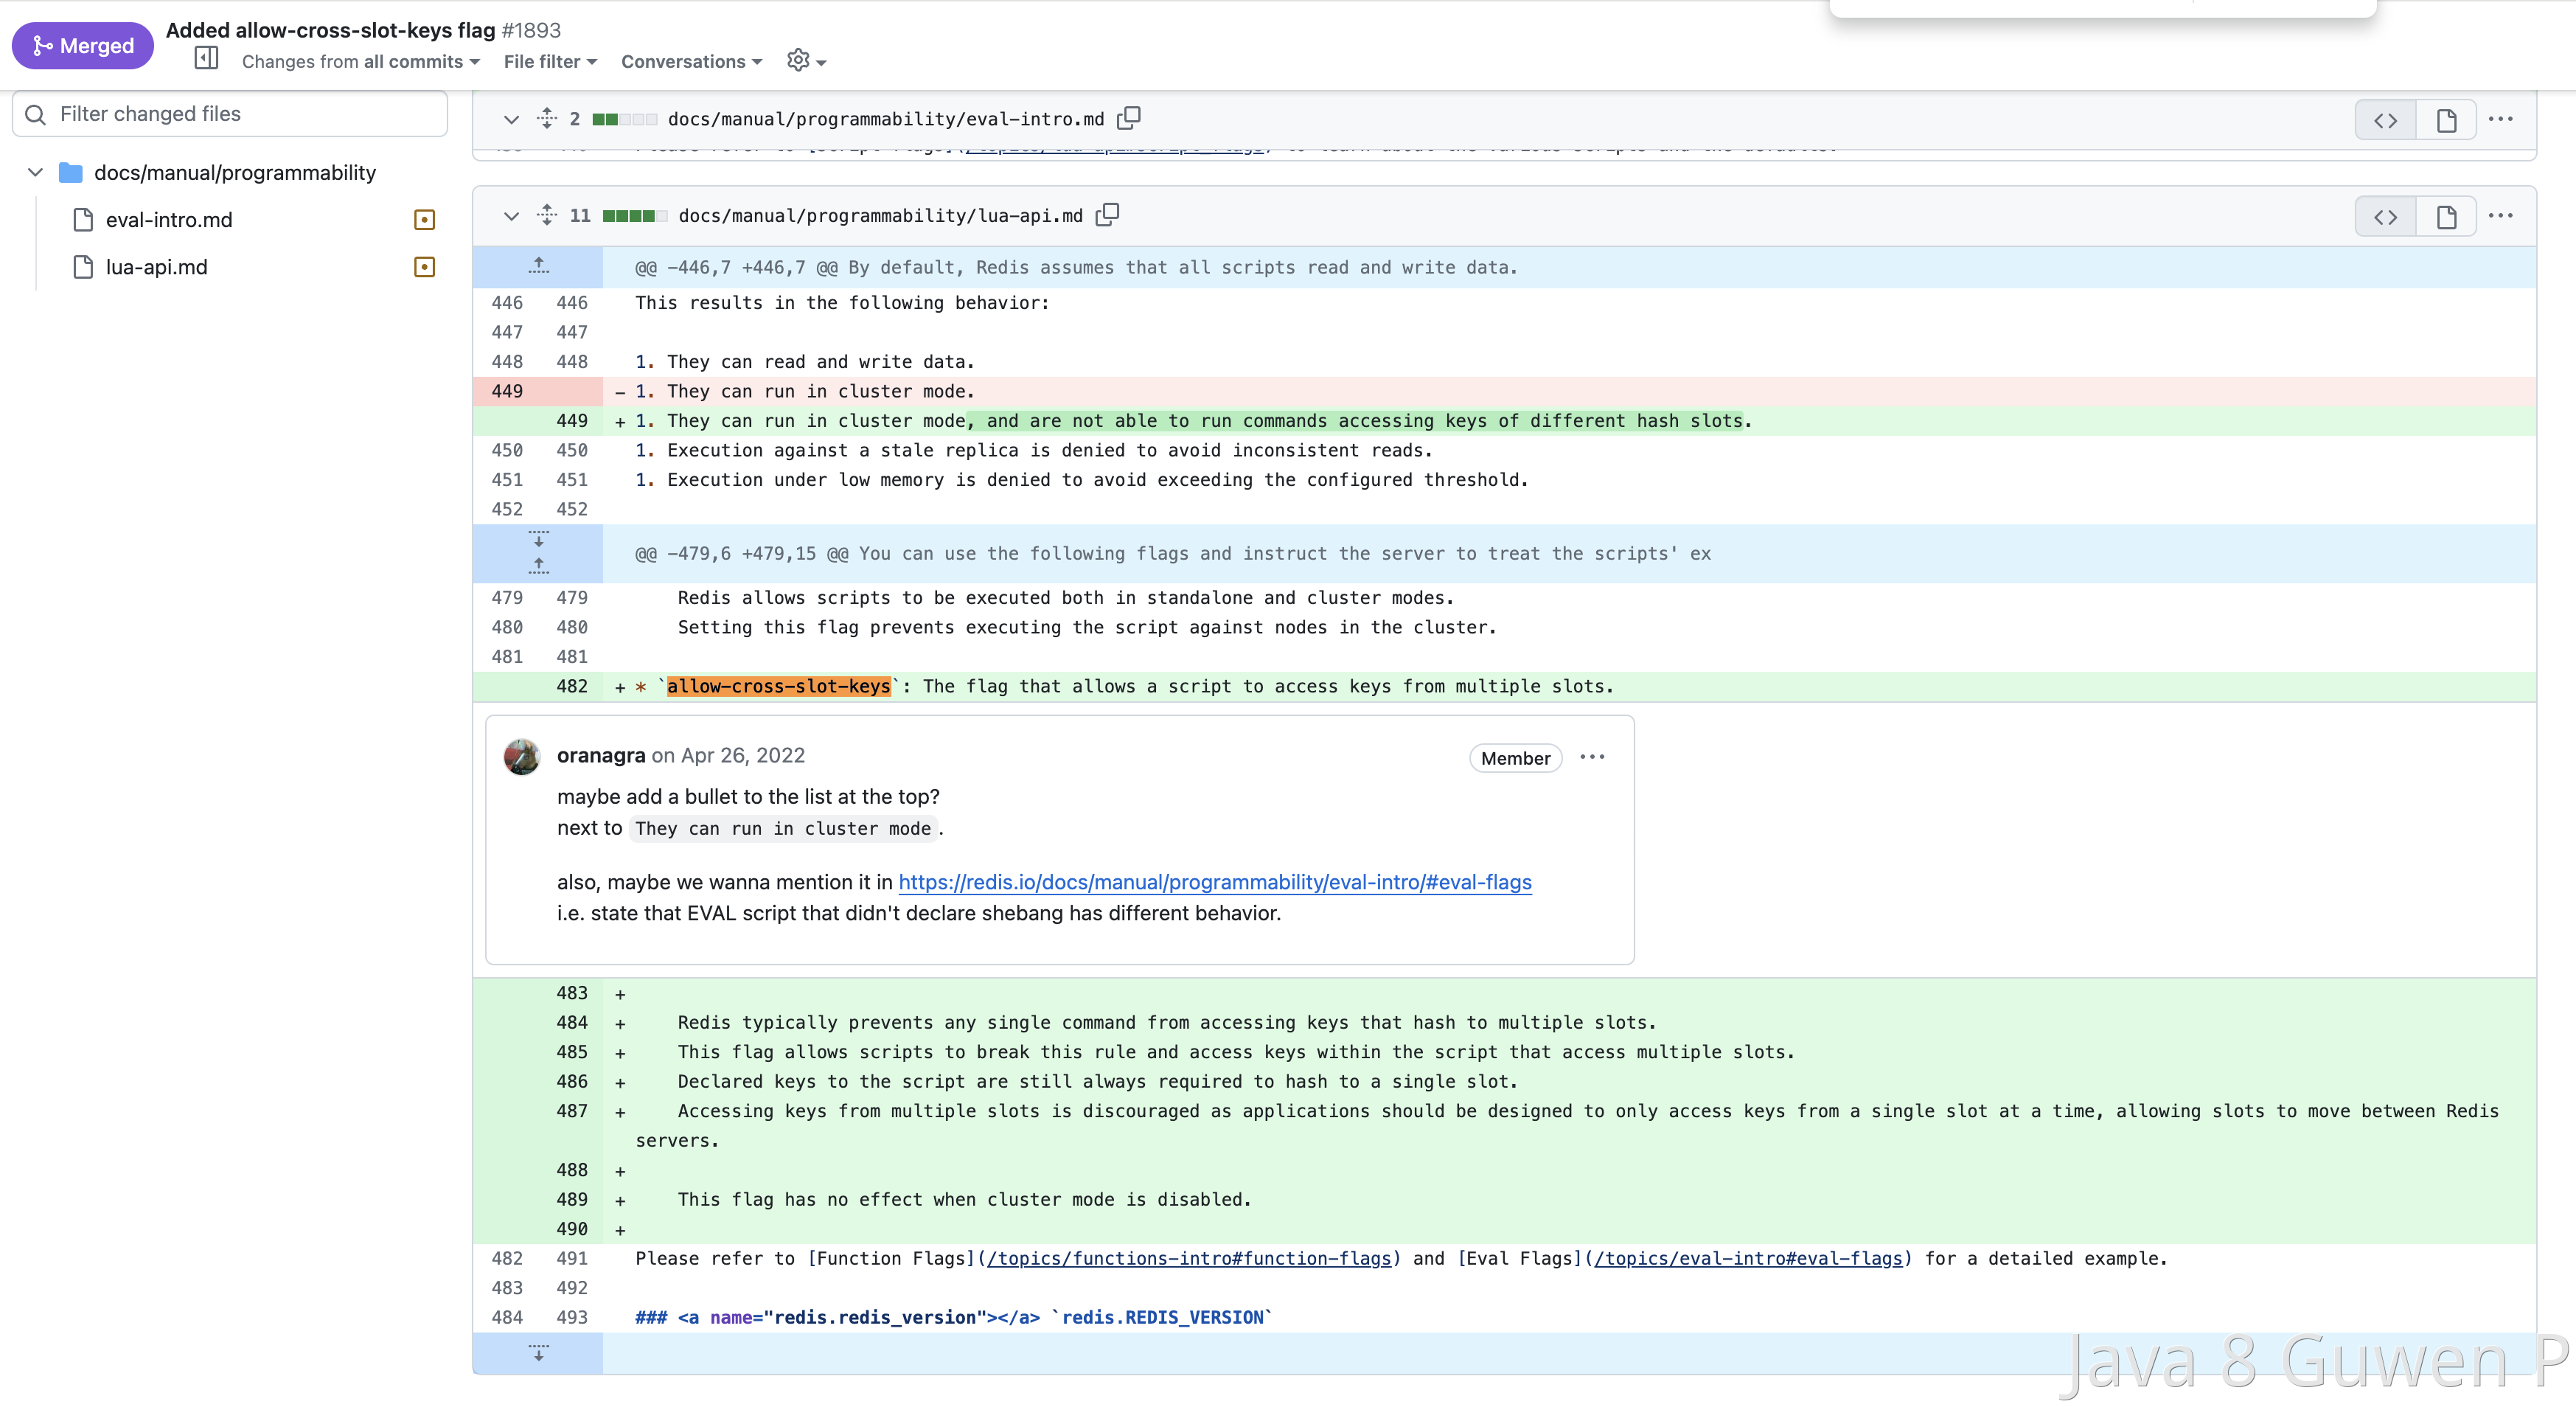 Merged
Added allow-cross-slot-keys flag #1893
Changes from all commits File filter Conversations
Filter changed files
docs/manual/programmability
eval-intro.md
lua-api.md
2 docs/manual/programmability/eval-intro.md
11 docs/manual/programmability/lua-api.md
@@ -446,7 +446,7 @@ By default, Redis assumes that all scripts read and write data.
446 446 This results in the following behavior:
447 447
448 448 1. They can read and write data.
449 - 1. They can run in cluster mode.
449 + 1. They can run in cluster mode, and are not able to run commands accessing keys of different hash slots.
450 450 1. Execution against a stale replica is denied to avoid inconsistent reads.
451 451 1. Execution under low memory is denied to avoid exceeding the configured threshold.
452 452
@@ -479,6 +479,15 @@ You can use the following flags and instruct the server to treat the scripts' ex
479 479 Redis allows scripts to be executed both in standalone and cluster modes.
480 480 Setting this flag prevents executing the script against nodes in the cluster.
481 481
482 + * `allow-cross-slot-keys`: The flag that allows a script to access keys from multiple slots.
oranagra on Apr 26, 2022 Member
maybe add a bullet to the list at the top?
next to They can run in cluster mode.
also, maybe we wanna mention it in https://redis.io/docs/manual/programmability/eval-intro/#eval-flags
i.e. state that EVAL script that didn't declare shebang has different behavior.
483 +
484 + Redis typically prevents any single command from accessing keys that hash to multiple slots.
485 + This flag allows scripts to break this rule and access keys within the script that access multiple slots.
486 + Declared keys to the script are still always required to hash to a single slot.
487 + Accessing keys from multiple slots is discouraged as applications should be designed to only access keys from a single slot at a time, allowing slots to move between Redis
servers.
488 +
489 + This flag has no effect when cluster mode is disabled.
490 +
482 491 Please refer to [Function Flags](/topics/functions-intro#function-flags) and [Eval Flags](/topics/eval-intro#eval-flags) for a detailed example.
483 492
484 493 ### <a name="redis.redis_version"></a> `redis.REDIS_VERSION`
Java 8 Guwen P